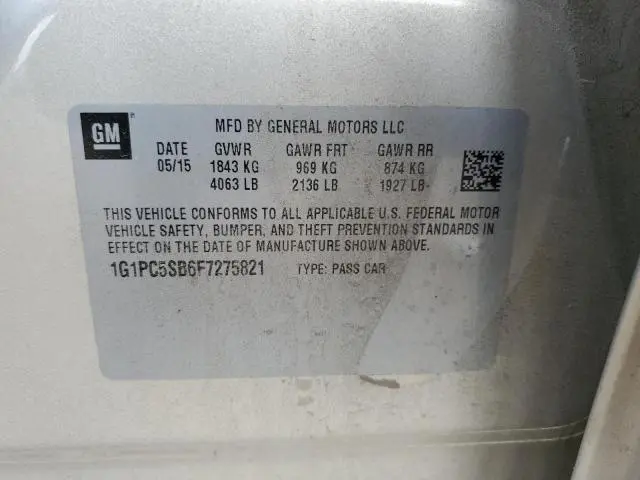 GM
MFD BY GENERAL MOTORS LLC
DATE GVWR GAWR FRT GAWR RR
05/15 1843 KG 969 KG 874 KG
4063 LB 2136 LB 1927 LB
THIS VEHICLE CONFORMS TO ALL APPLICABLE U.S. FEDERAL MOTOR
VEHICLE SAFETY, BUMPER, AND THEFT PREVENTION STANDARDS IN
EFFECT ON THE DATE OF MANUFACTURE SHOWN ABOVE.
1G1PC5SB6F7275821 TYPE: PASS CAR